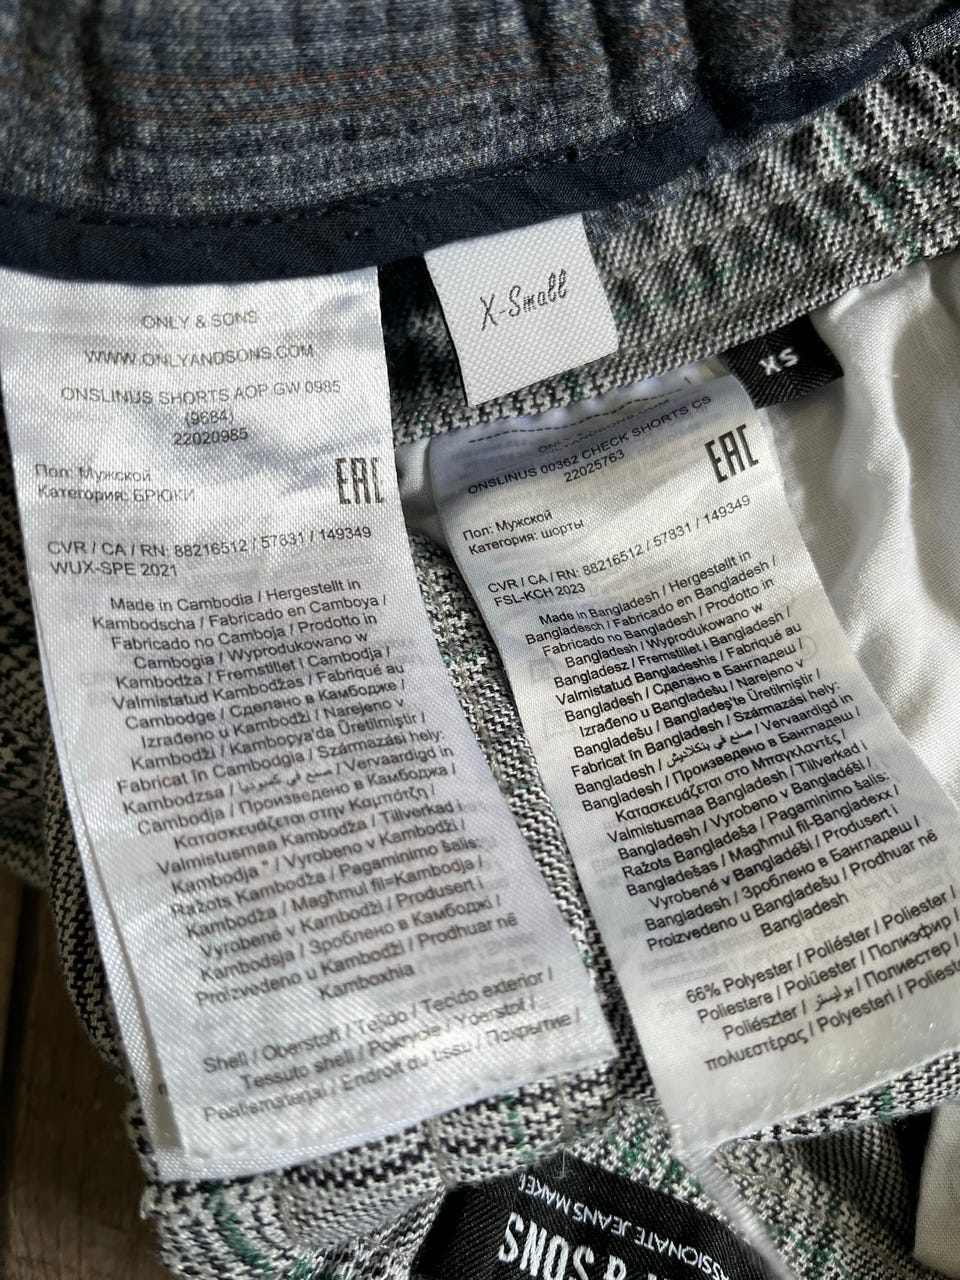 X-Small
XS
ONLY & SONS
WWW.ONLYANDSONS.COM
ONSLINUS SHORTS AOP GW 0985
(9684)
22020985
Пол: Мужской
Категория: БРЮКИ
EAC
CVR / CA / RN: 88216512 / 57831 / 149349
WUX-SPE 2021
Made in Cambodia / Hergestellt in
Kambodscha / Fabricado en Camboya /
Fabricado no Camboja / Prodotto in
Cambogia / Wyprodukowano w
Kambodża / Fremstillet i Cambodja /
Valmistatud Kambodžas / Fabriqué au
Cambodge / Сделано в Камбодже /
Izrađeno u Kambodži / Narejeno v
Kambodži / Kamboçya'da Üretilmiştir /
Fabricat în Cambodgia / Származási hely:
Kambodzsa / صنع في كمبوديا / Vervaardigd in
Cambodja / Произведено в Камбоджа /
Κατασκευάζεται στην Καμπότζη /
Valmistusmaa Kambodža / Tillverkad i
Kambodja " / Vyrobeno v Kambodži /
Ražots Kambodža / Pagaminimo šalis:
Kambodža / Magħmul fil=Kambodja /
Vyrobené v Kambodži / Produsert i
Kambodsja / Зроблено в Камбоджі /
Proizvedeno u Kambodži / Prodhuar në
Kamboxhia
Shell / Oberstoff / Tejido / Tecido exterior /
Tessuto shell / Pokrycie / Yderstof /
Pealismaterjal / Endroit du tissu / Покрытие /
ONLYANDSONS.COM
ONSLINUS 00362 CHECK SHORTS CS
22025763
EAC
Пол: Мужской
Категория: шорты
CVR / CA / RN: 88216512 / 57831 / 149349
FSL-KCH 2023
Made in Bangladesh / Hergestellt in
Bangladesch / Fabricado en Bangladesh /
Fabricado no Bangladesh / Prodotto in
Bangladesh / Wyprodukowano w
Bangladesz / Fremstillet i Bangladesh /
Valmistatud Bangladeshis / Fabriqué au
Bangladesh / Сделано в Бангладеш /
Izrađeno u Bangladešu / Narejeno v
Bangladešu / Bangladeş'te Üretilmiştir /
Fabricat în Bangladesh / Származási hely:
Bangladesh / صنع في بنكلاديش / Vervaardigd in
Bangladesh / Произведено в Бангладеш /
Κατασκευάζεται στο Μπαγκλαντές /
Valmistusmaa Bangladesh / Tillverkad i
Bangladesh / Vyrobeno v Bangladéši /
Ražots Bangladeša / Pagaminimo šalis:
Bangladešas / Magħmul fil-Bangladexx /
Vyrobené v Bangladéši / Produsert i
Bangladesh / Зроблено в Бангладеш /
Proizvedeno u Bangladešu / Prodhuar në
Bangladesh
66% Polyester / Poliéster / Poliester /
Poliestere / Poliüester / Полиэфир /
Poliészter / بوليستر / Полиестер /
πολυεστέρας / Polyesteri / Polies
SSIONATE JEANS MAKE
& SONS